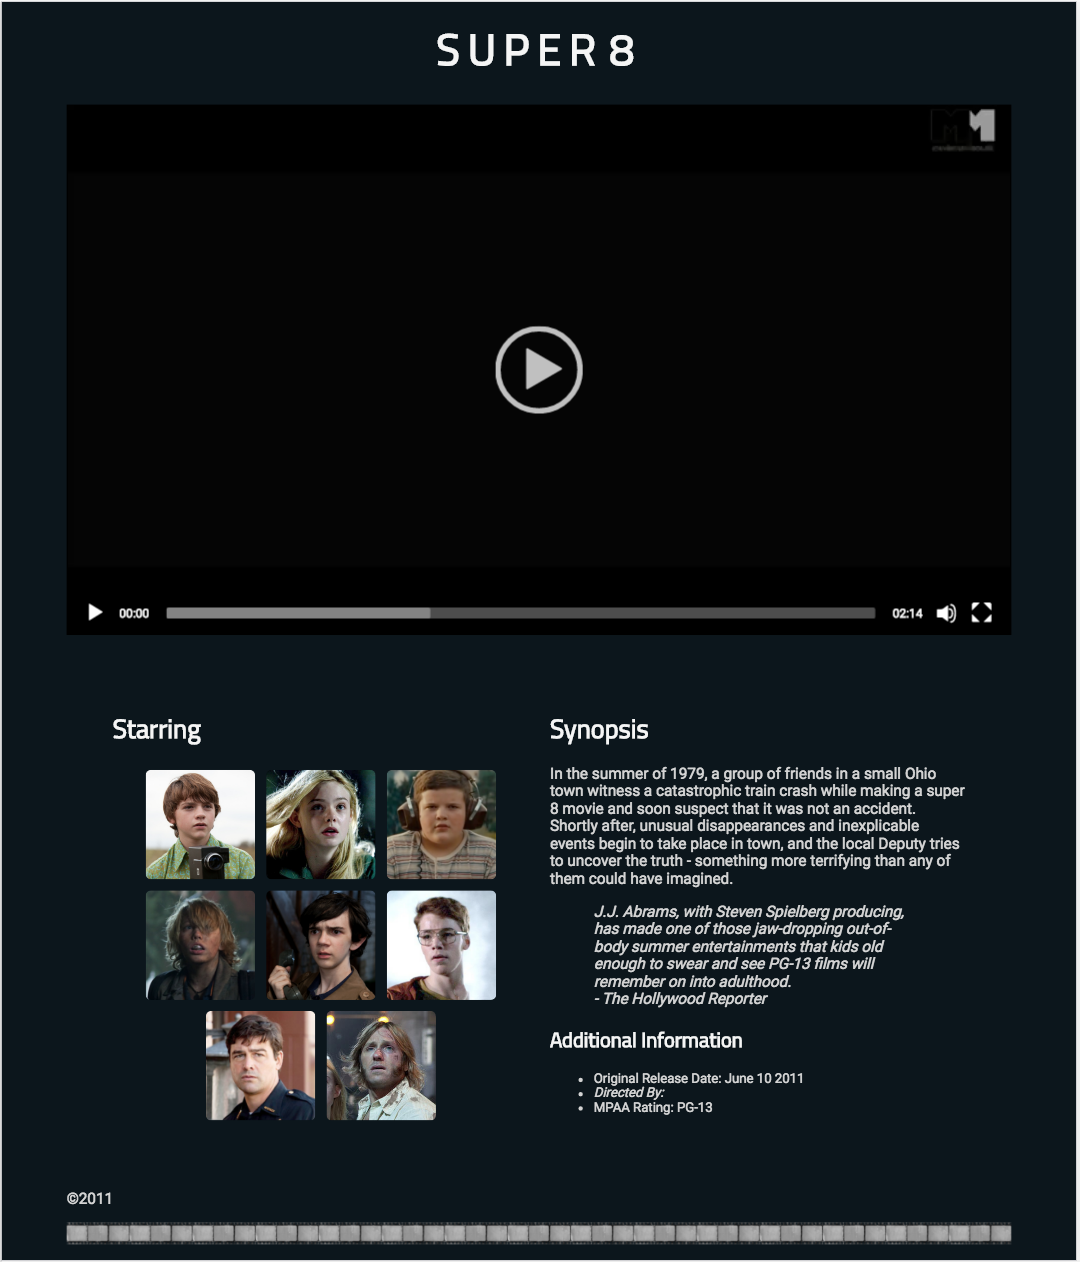 SUPER 8
00:00
02:14
Starring
Synopsis
In the summer of 1979, a group of friends in a small Ohio
town witness a catastrophic train crash while making a super
8 movie and soon suspect that it was not an accident.
Shortly after, unusual disappearances and inexplicable
events begin to take place in town, and the local Deputy tries
to uncover the truth - something more terrifying than any of
them could have imagined.
J.J. Abrams, with Steven Spielberg producing,
has made one of those jaw-dropping out-of-
body summer entertainments that kids old
enough to swear and see PG-13 films will
remember on into adulthood.
- The Hollywood Reporter
Additional Information
• Original Release Date: June 10 2011
• Directed By:
• MPAA Rating: PG-13
©2011